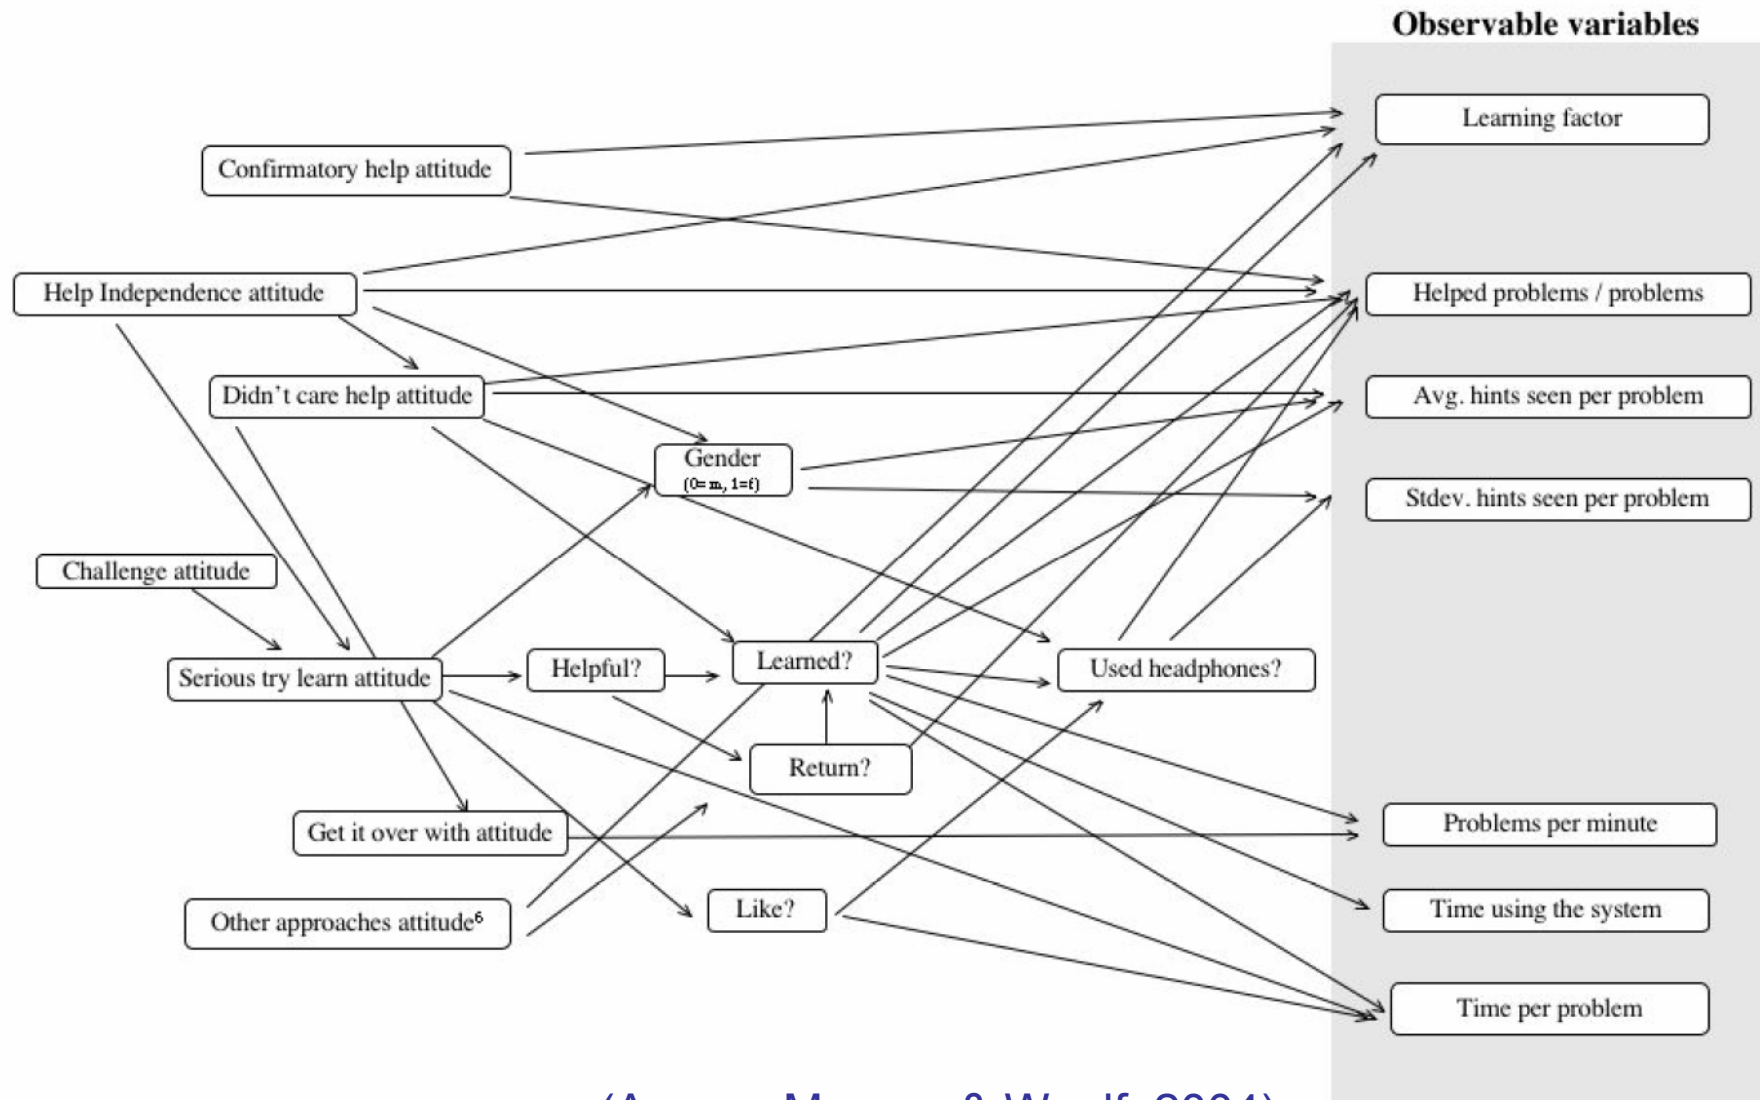 Observable variables
Learning factor
Confirmatory help attitude
Help Independence attitude
Helped problems / problems
Didn't care help attitude
Avg. hints seen per problem
Gender
(0=m, 1=f)
Stdev. hints seen per problem
Challenge attitude
Serious try learn attitude
Helpful?
Learned?
Used headphones?
Return?
Get it over with attitude
Problems per minute
Other approaches attitude⁶
Like?
Time using the system
Time per problem